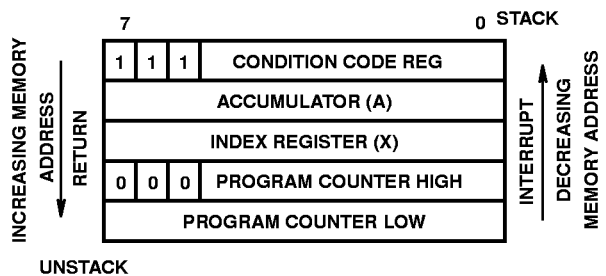 7 0 STACK
1 1 1 CONDITION CODE REG
ACCUMULATOR (A)
INDEX REGISTER (X)
0 0 0 PROGRAM COUNTER HIGH
PROGRAM COUNTER LOW
INCREASING MEMORY
ADDRESS
RETURN
INTERRUPT
DECREASING
MEMORY ADDRESS
UNSTACK